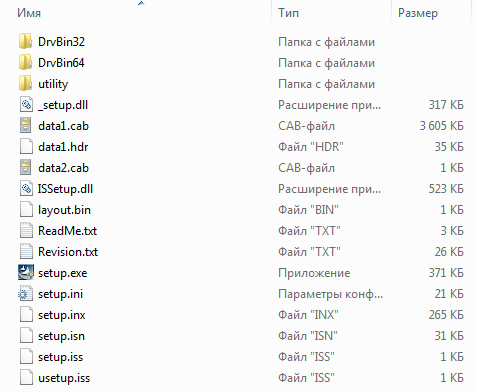 Имя Тип Размер
DrvBin32 Папка с файлами
DrvBin64 Папка с файлами
utility Папка с файлами
_setup.dll Расширение при... 317 КБ
data1.cab CAB-файл 3 605 КБ
data1.hdr Файл "HDR" 35 КБ
data2.cab CAB-файл 1 КБ
ISSetup.dll Расширение при... 523 КБ
layout.bin Файл "BIN" 1 КБ
ReadMe.txt Файл "TXT" 3 КБ
Revision.txt Файл "TXT" 26 КБ
setup.exe Приложение 371 КБ
setup.ini Параметры конф... 21 КБ
setup.inx Файл "INX" 265 КБ
setup.isn Файл "ISN" 31 КБ
setup.iss Файл "ISS" 1 КБ
usetup.iss Файл "ISS" 1 КБ